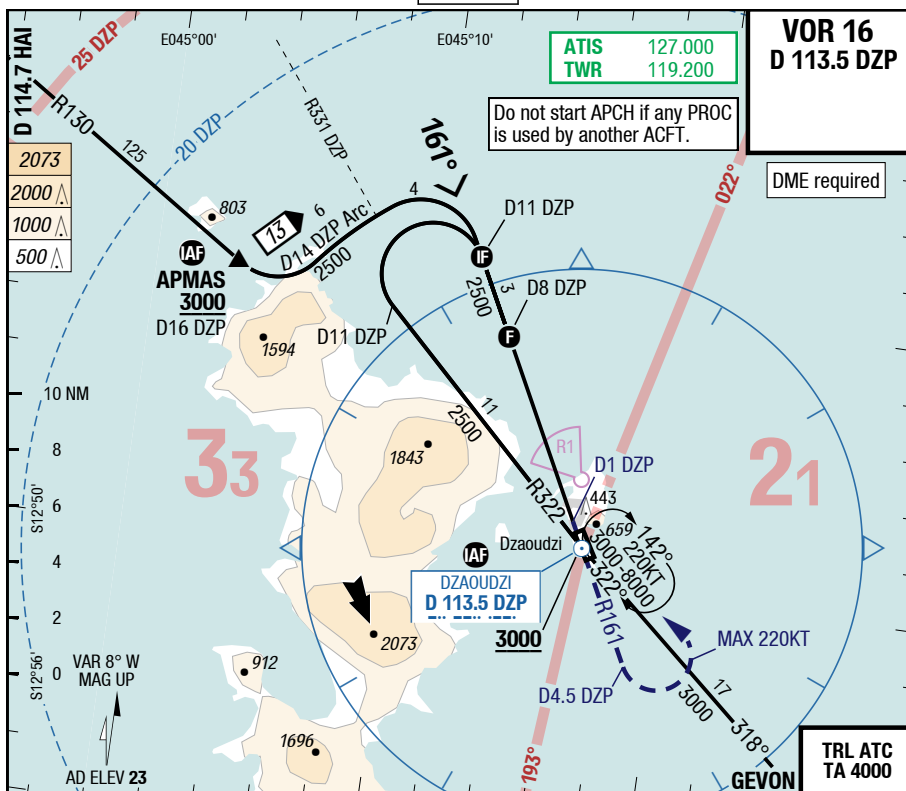 D 114.7 HAI
25 DZP
E045°00'
E045°10'
ATIS 127.000
TWR 119.200
VOR 16
D 113.5 DZP
Do not start APCH if any PROC
is used by another ACFT.
DME required
R130
125
20 DZP
R331 DZP
161°
022°
2073
2000
1000
500
803
13
6
4
D14 DZP Arc
2500
IAF
APMAS
3000
D16 DZP
D11 DZP
IF
2500
3
D8 DZP
F
D11 DZP
1594
10 NM
8
6
4
2
0
S12°50'
S12°56'
11
2500
1843
33
21
R1
D1 DZP
R322
443
659
Dzaoudzi
IAF
DZAOUDZI
D 113.5 DZP
3000
142°
220KT
3000-8000
322°
R161
MAX 220KT
D4.5 DZP
17
3000
318°
GEVON
2073
912
1696
VAR 8° W
MAG UP
AD ELEV 23
193°
TRL ATC
TA 4000